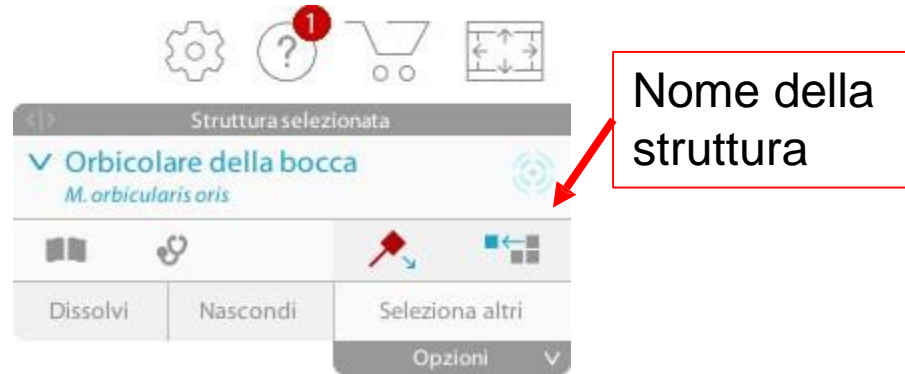 1
?
Struttura selezionata
Orbicolare della bocca
M. orbicularis oris
Dissolvi
Nascondi
Seleziona altri
Opzioni
Nome della
struttura